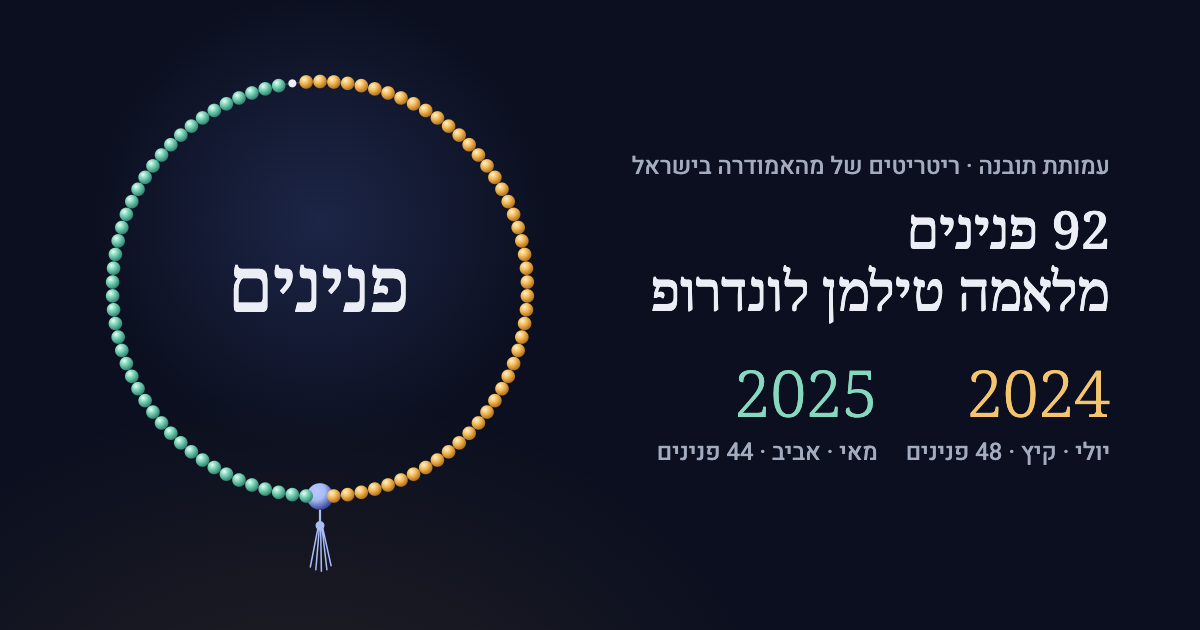 פנינים
עמותת תובנה · ריטריטים של מהאמודרה בישראל
92 פנינים
מלאמה טילמן לונדרופ
2024
יולי · קיץ · 48 פנינים
2025
מאי · אביב · 44 פנינים